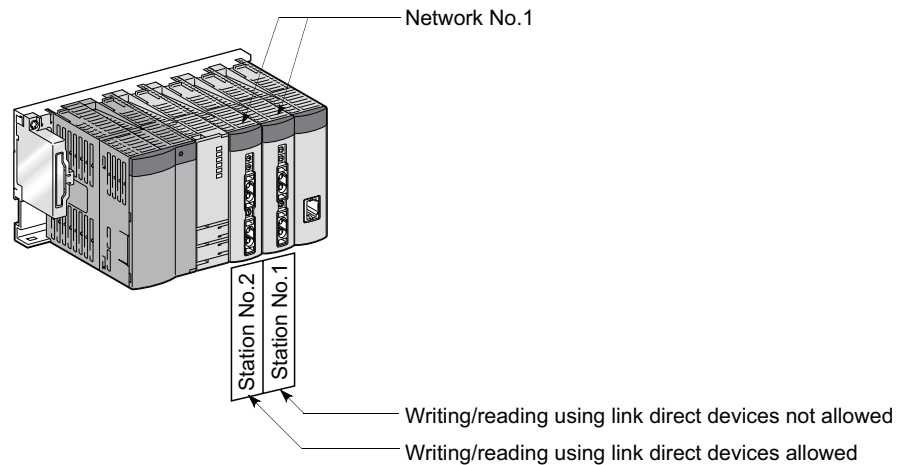 Network No.1
Station No.2
Station No.1
Writing/reading using link direct devices not allowed
Writing/reading using link direct devices allowed